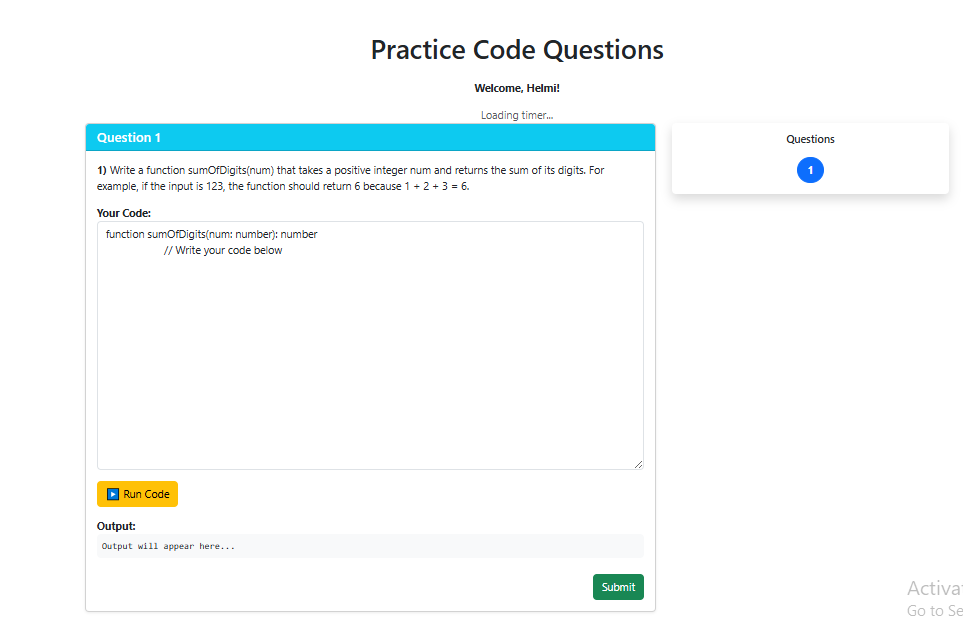 Practice Code Questions
Welcome, Helmi!
Loading timer...
Question 1
1) Write a function sumOfDigits(num) that takes a positive integer num and returns the sum of its digits. For
example, if the input is 123, the function should return 6 because 1 + 2 + 3 = 6.
Your Code:
function sumOfDigits(num: number): number
// Write your code below
Run Code
Output:
Output will appear here...
Submit
Questions
1
Activa
Go to Se